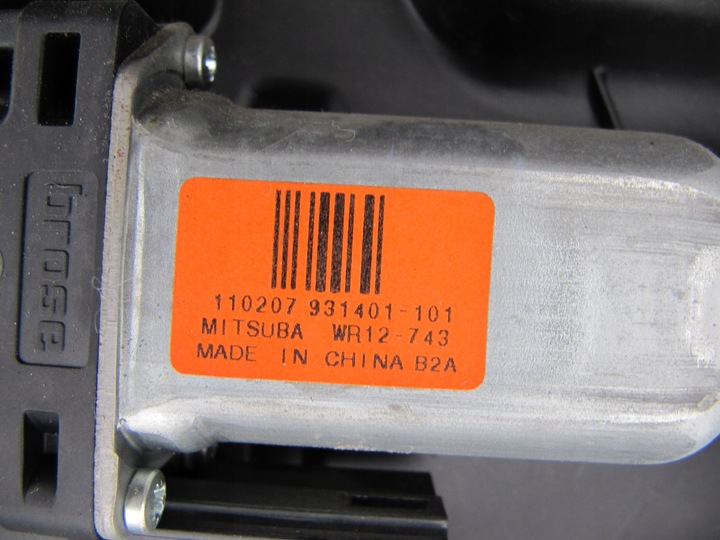 brose
110207 931401-101
MITSUBA WR12-743
MADE IN CHINA B2A